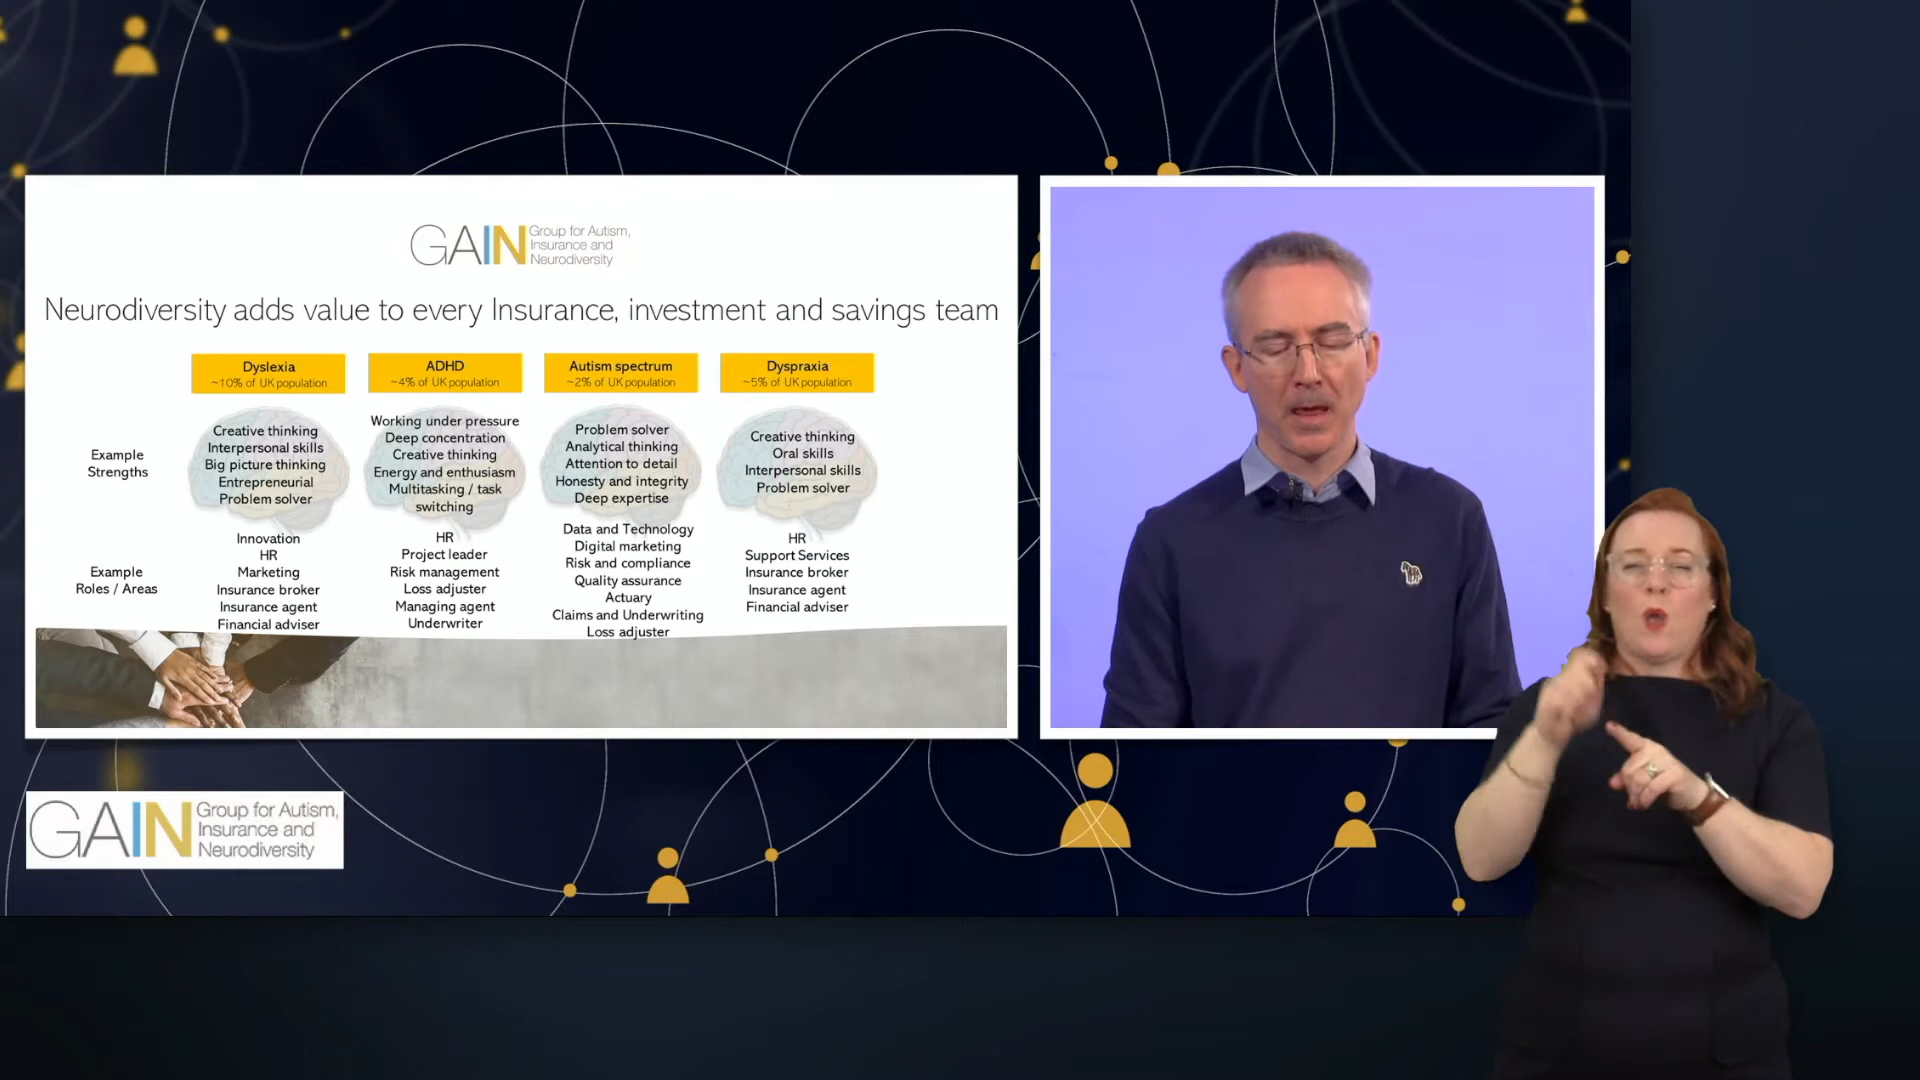 GAIN Group for Autism,
Insurance and
Neurodiversity
Neurodiversity adds value to every Insurance, investment and savings team
Dyslexia
~10% of UK population
ADHD
~4% of UK population
Autism spectrum
~2% of UK population
Dyspraxia
~5% of UK population
Example
Strengths
Creative thinking
Interpersonal skills
Big picture thinking
Entrepreneurial
Problem solver
Working under pressure
Deep concentration
Creative thinking
Energy and enthusiasm
Multitasking / task
switching
Problem solver
Analytical thinking
Attention to detail
Honesty and integrity
Deep expertise
Creative thinking
Oral skills
Interpersonal skills
Problem solver
Example
Roles / Areas
Innovation
HR
Marketing
Insurance broker
Insurance agent
Financial adviser
HR
Project leader
Risk management
Loss adjuster
Managing agent
Underwriter
Data and Technology
Digital marketing
Risk and compliance
Quality assurance
Actuary
Claims and Underwriting
Loss adjuster
HR
Support Services
Insurance broker
Insurance agent
Financial adviser
GAIN Group for Autism,
Insurance and
Neurodiversity